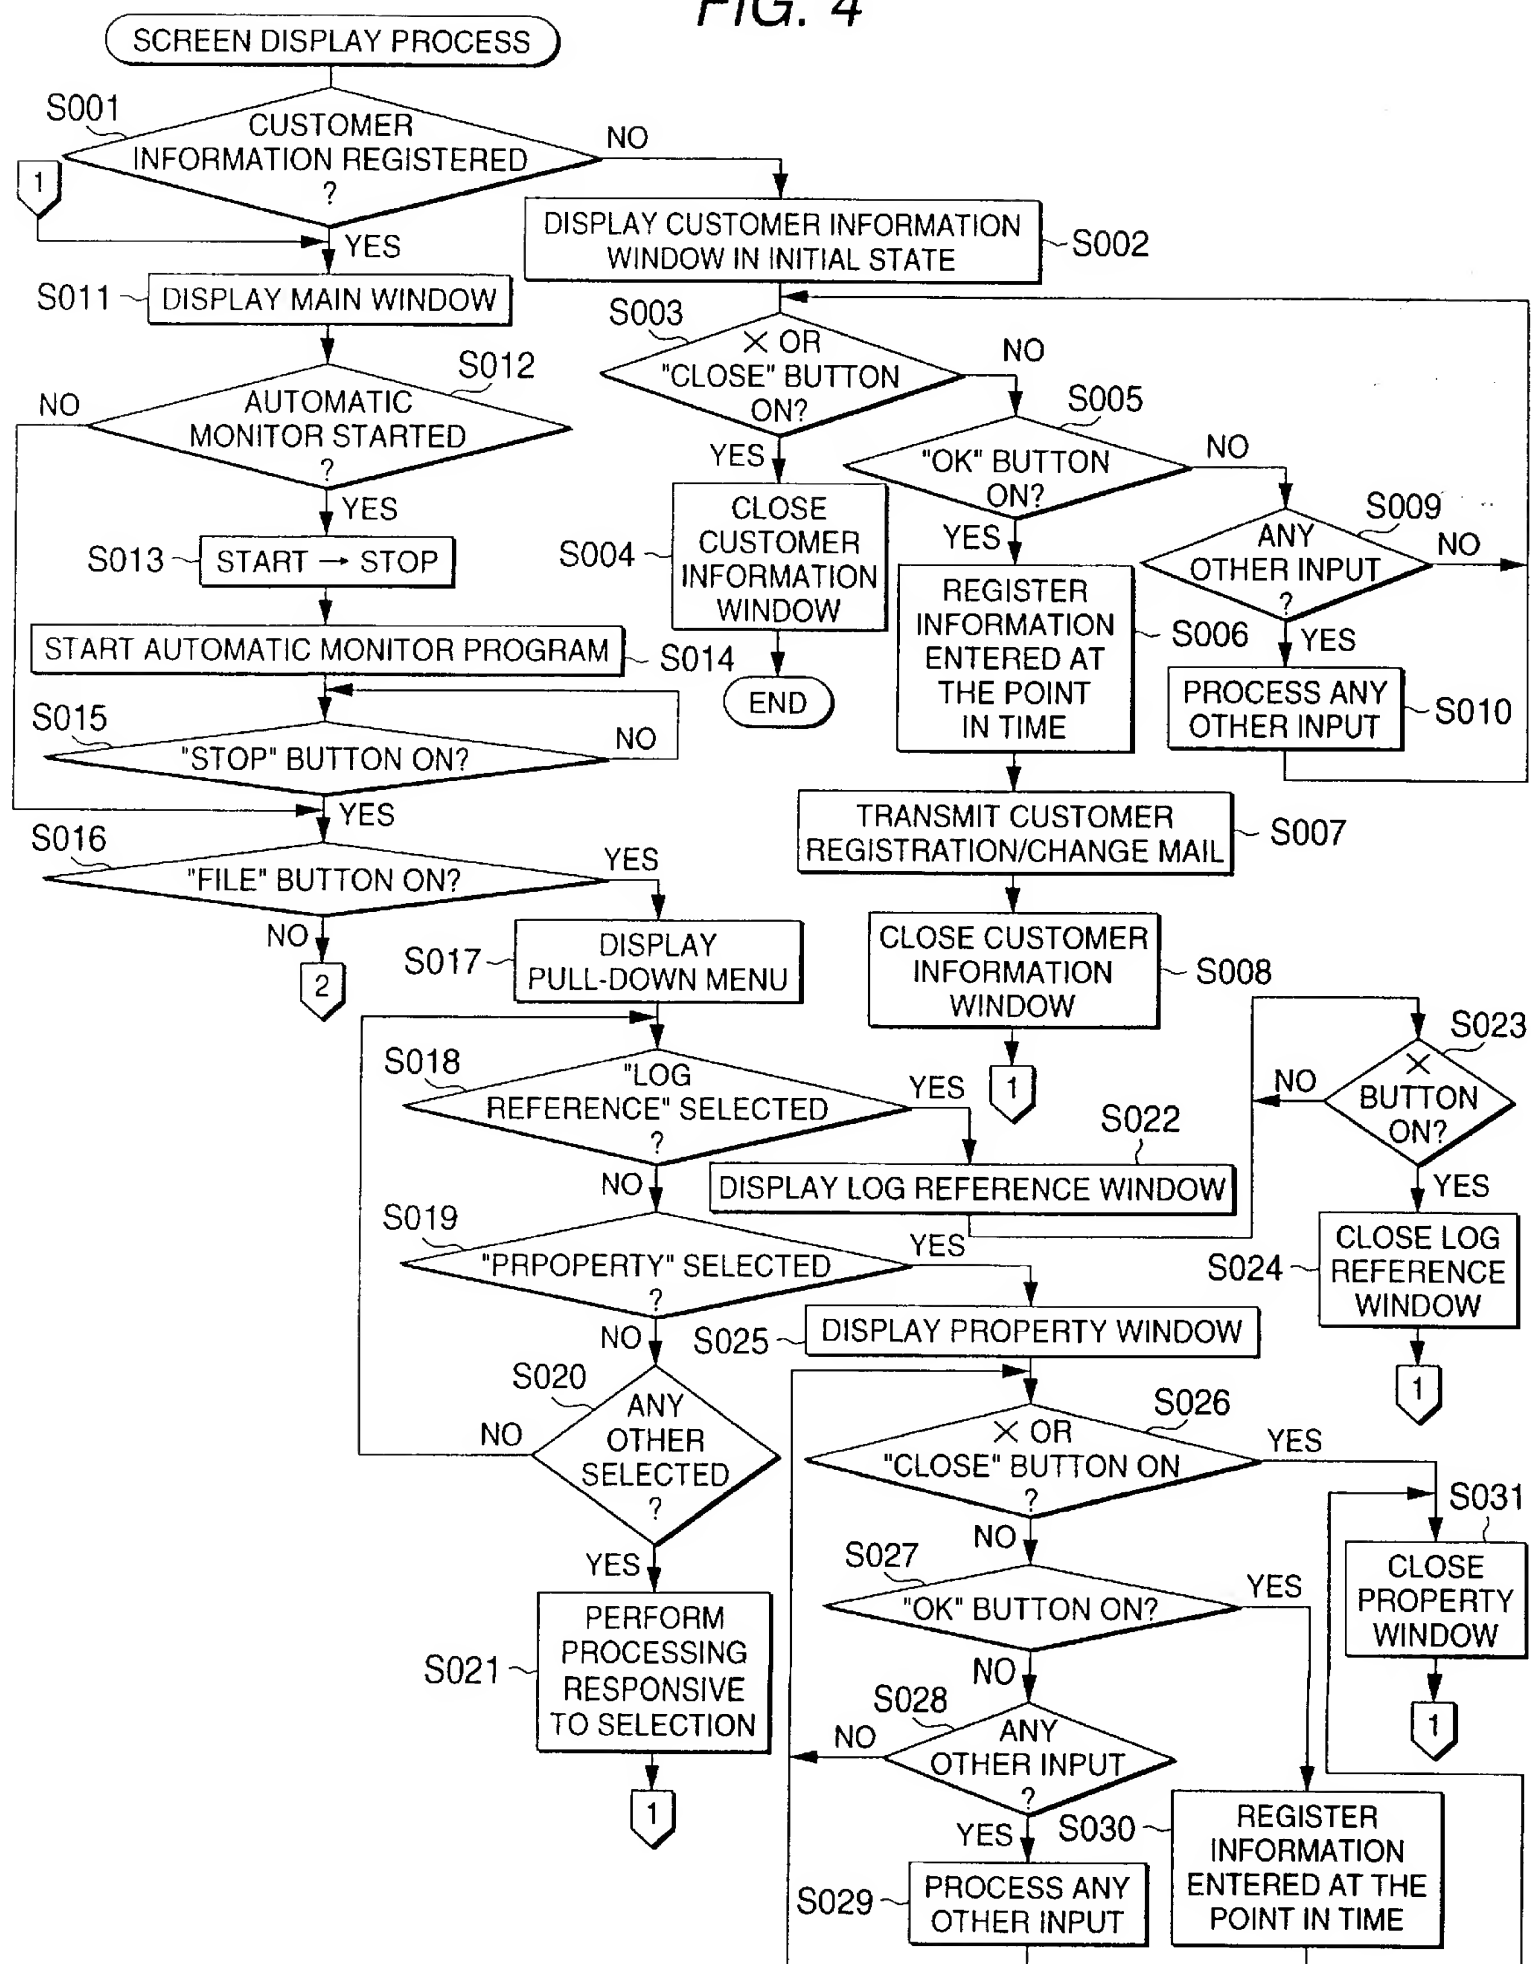 FIG. 4
SCREEN DISPLAY PROCESS
S001
CUSTOMER
INFORMATION REGISTERED
?
NO
1
YES
DISPLAY CUSTOMER INFORMATION
WINDOW IN INITIAL STATE
S002
S011
DISPLAY MAIN WINDOW
S003
× OR
"CLOSE" BUTTON
ON?
NO
YES
S012
AUTOMATIC
MONITOR STARTED
?
NO
YES
S005
"OK" BUTTON
ON?
NO
YES
S004
CLOSE
CUSTOMER
INFORMATION
WINDOW
END
S009
ANY
OTHER INPUT
?
NO
YES
S013
START → STOP
REGISTER
INFORMATION
ENTERED AT
THE POINT
IN TIME
S006
START AUTOMATIC MONITOR PROGRAM
S014
PROCESS ANY
OTHER INPUT
S010
S015
"STOP" BUTTON ON?
NO
YES
TRANSMIT CUSTOMER
REGISTRATION/CHANGE MAIL
S007
S016
"FILE" BUTTON ON?
YES
NO
2
S017
DISPLAY
PULL-DOWN MENU
CLOSE CUSTOMER
INFORMATION
WINDOW
S008
1
S018
"LOG
REFERENCE" SELECTED
?
YES
NO
S022
DISPLAY LOG REFERENCE WINDOW
S023
×
BUTTON
ON?
NO
YES
S019
"PRPOPERTY" SELECTED
?
YES
NO
S024
CLOSE LOG
REFERENCE
WINDOW
1
S025
DISPLAY PROPERTY WINDOW
S020
ANY
OTHER
SELECTED
?
NO
YES
S026
× OR
"CLOSE" BUTTON ON
?
YES
NO
S031
CLOSE
PROPERTY
WINDOW
1
S027
"OK" BUTTON ON?
YES
NO
S021
PERFORM
PROCESSING
RESPONSIVE
TO SELECTION
1
S028
ANY
OTHER INPUT
?
NO
YES
S030
REGISTER
INFORMATION
ENTERED AT THE
POINT IN TIME
S029
PROCESS ANY
OTHER INPUT